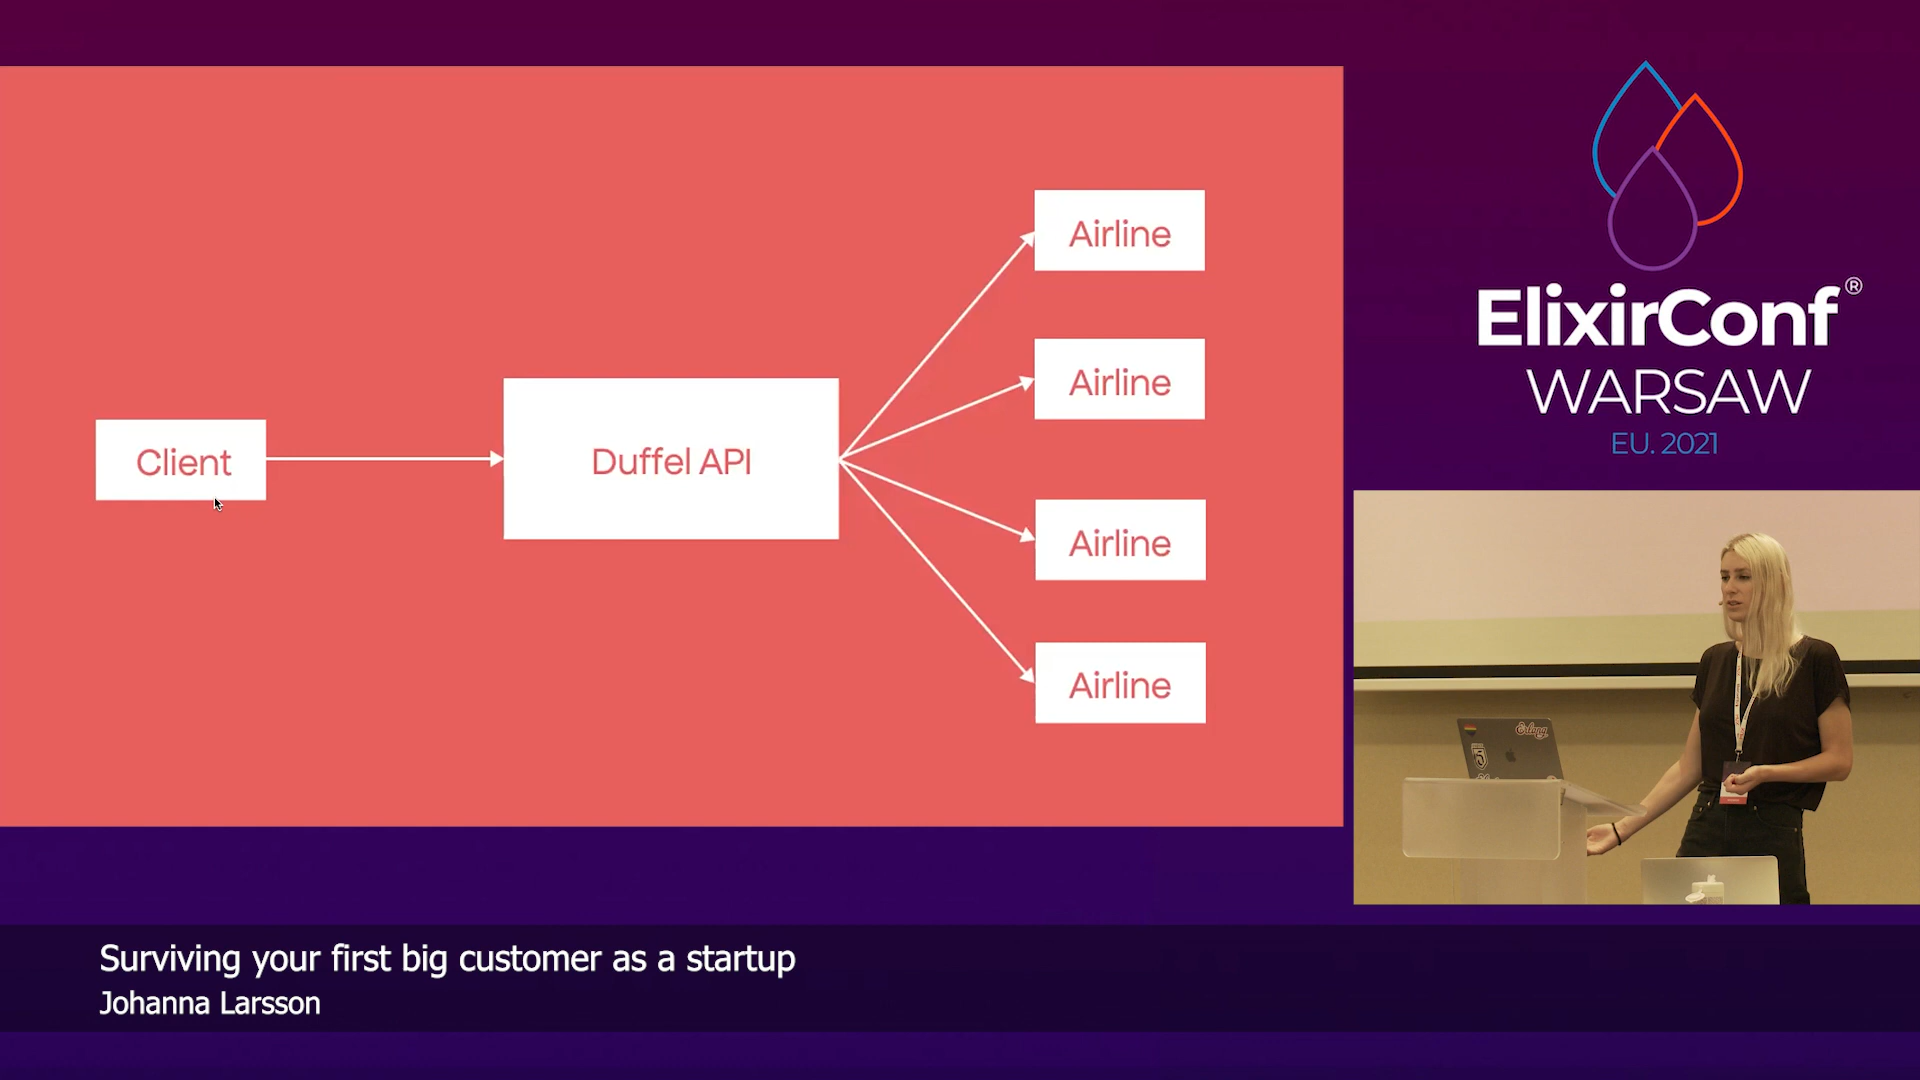 Client
Duffel API
Airline
Airline
Airline
Airline
ElixirConf®
WARSAW
EU. 2021
Erlang
Surviving your first big customer as a startup
Johanna Larsson